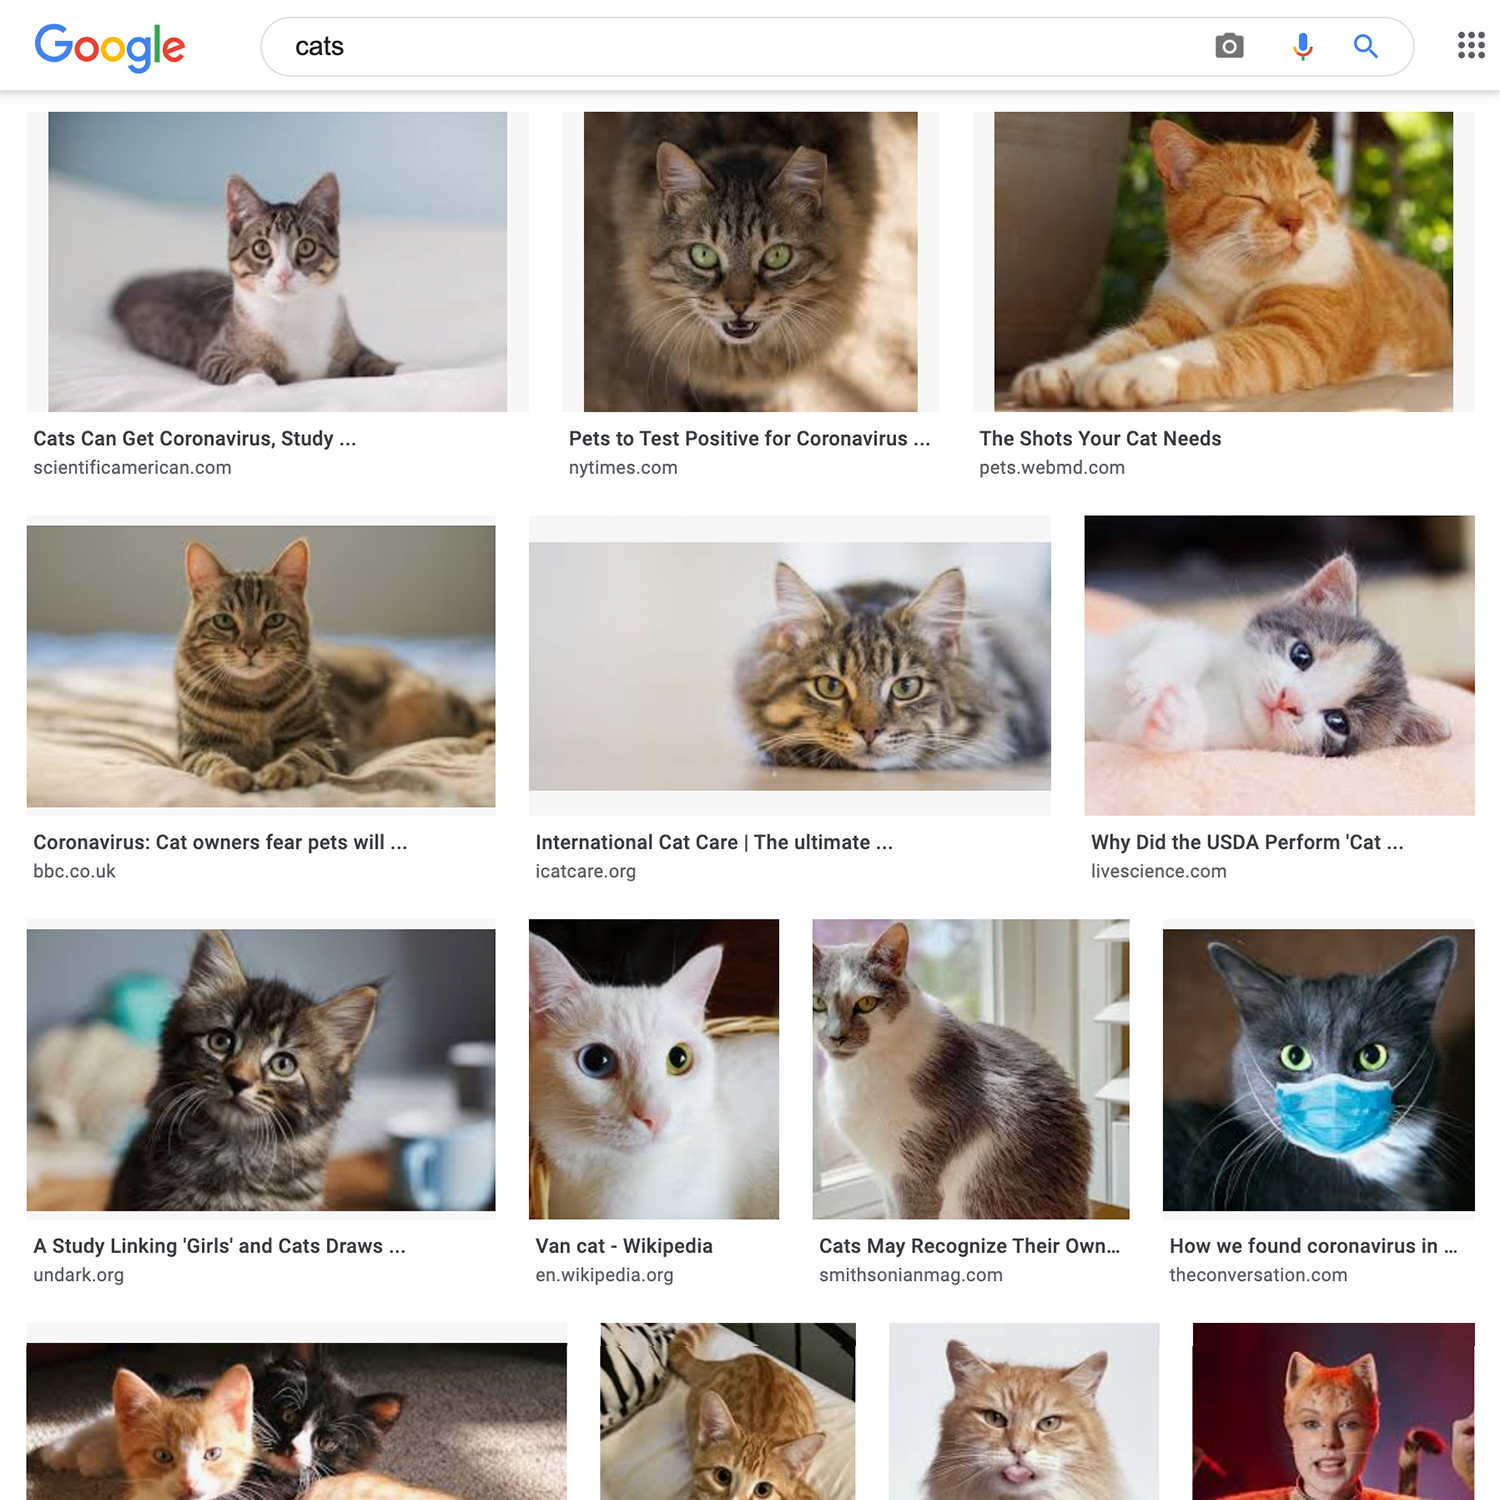 Google
cats
Cats Can Get Coronavirus, Study ...
scientificamerican.com
Pets to Test Positive for Coronavirus ...
nytimes.com
The Shots Your Cat Needs
pets.webmd.com
Coronavirus: Cat owners fear pets will ...
bbc.co.uk
International Cat Care | The ultimate ...
icatcare.org
Why Did the USDA Perform 'Cat ...
livescience.com
A Study Linking 'Girls' and Cats Draws ...
undark.org
Van cat - Wikipedia
en.wikipedia.org
Cats May Recognize Their Own...
smithsonianmag.com
How we found coronavirus in ...
theconversation.com